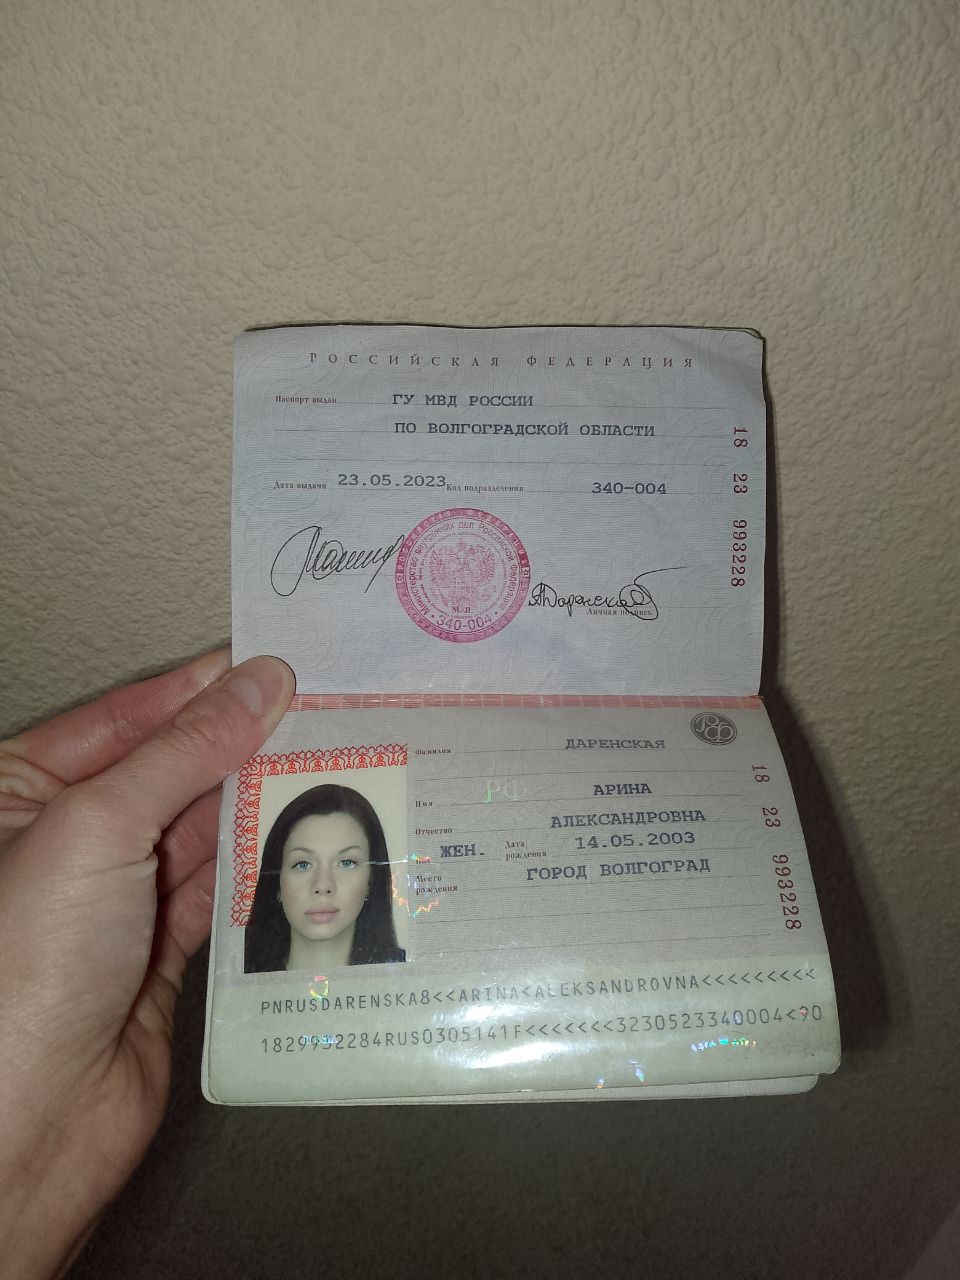 РОССИЙСКАЯ ФЕДЕРАЦИЯ
Паспорт выдан ГУ МВД РОССИИ
ПО ВОЛГОГРАДСКОЙ ОБЛАСТИ
Дата выдачи 23.05.2023 Код подразделения 340-004
Министерство внутренних дел Российской Федерации
М.П.
340-004
Личная подпись
18 23 993228
Фамилия ДАРЕНСКАЯ
Имя АРИНА
Отчество АЛЕКСАНДРОВНА
Пол ЖЕН. Дата рождения 14.05.2003
Место рождения ГОРОД ВОЛГОГРАД
РФ
18 23 993228
PNRUSDARENSKA8<<ARINA<ALEKSANDROVNA<<<<<<<<<
1829932284RUS0305141F<<<<<<<3230523340004<90